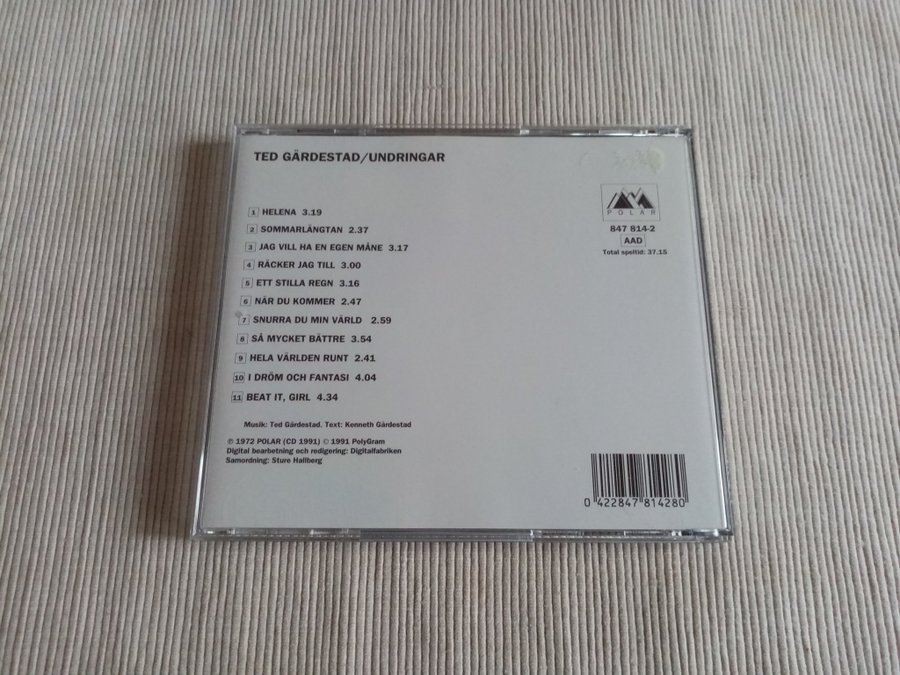 TED GÄRDESTAD/UNDRINGAR
POLAR
847 814-2
AAD
Total speltid: 37.15
1 HELENA 3.19
2 SOMMARLÄNGTAN 2.37
3 JAG VILL HA EN EGEN MÅNE 3.17
4 RÄCKER JAG TILL 3.00
5 ETT STILLA REGN 3.16
6 NÄR DU KOMMER 2.47
7 SNURRA DU MIN VÄRLD 2.59
8 SÅ MYCKET BÄTTRE 3.54
9 HELA VÄRLDEN RUNT 2.41
10 I DRÖM OCH FANTASI 4.04
11 BEAT IT, GIRL 4.34
Musik: Ted Gärdestad. Text: Kenneth Gärdestad
℗ 1972 POLAR (CD 1991) © 1991 PolyGram
Digital bearbetning och redigering: Digitalfabriken
Samordning: Sture Hallberg
0 422847 814280